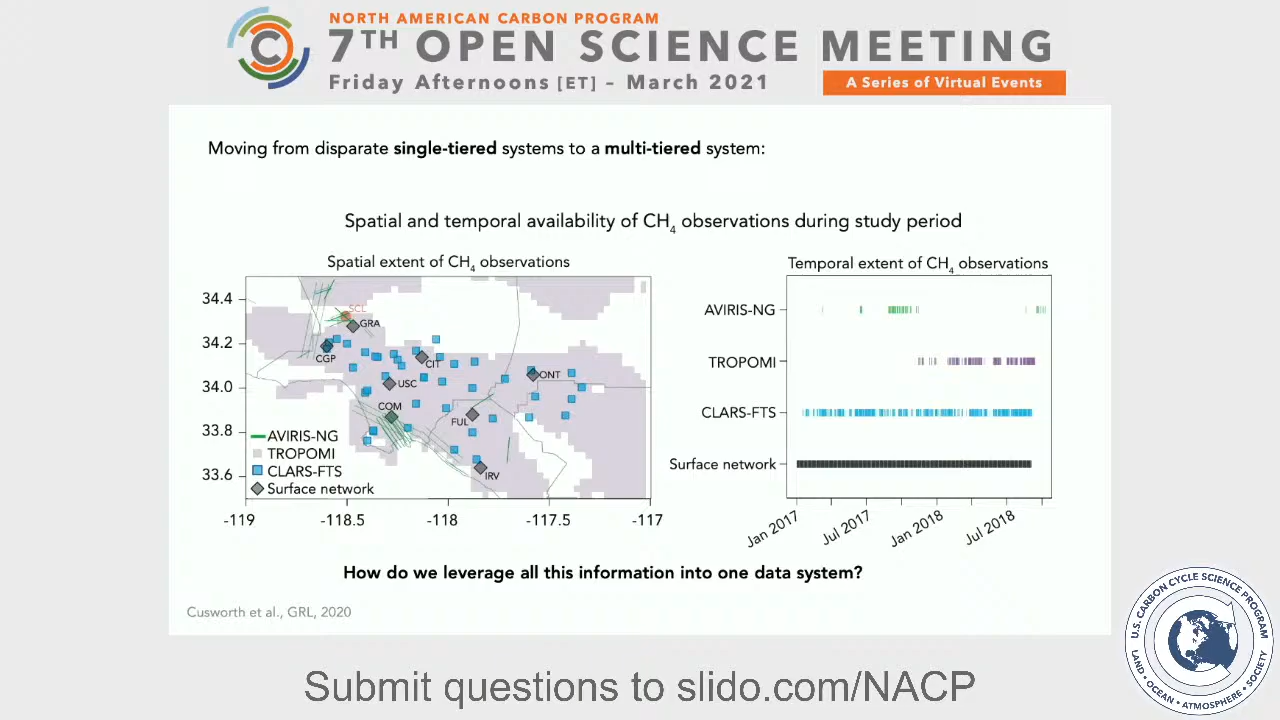 NORTH AMERICAN CARBON PROGRAM
7TH OPEN SCIENCE MEETING
Friday Afternoons [ET] – March 2021
A Series of Virtual Events
Moving from disparate single-tiered systems to a multi-tiered system:
Spatial and temporal availability of CH4 observations during study period
Spatial extent of CH4 observations
34.4
34.2
34.0
33.8
33.6
-119
-118.5
-118
-117.5
-117
SCL
GRA
CGP
CIT
USC
ONT
COM
FUL
IRV
AVIRIS-NG
TROPOMI
CLARS-FTS
Surface network
Temporal extent of CH4 observations
AVIRIS-NG
TROPOMI
CLARS-FTS
Surface network
Jan 2017
Jul 2017
Jan 2018
Jul 2018
How do we leverage all this information into one data system?
Cusworth et al., GRL, 2020
U.S. CARBON CYCLE SCIENCE PROGRAM
LAND • OCEAN • ATMOSPHERE • SOCIETY
Submit questions to slido.com/NACP